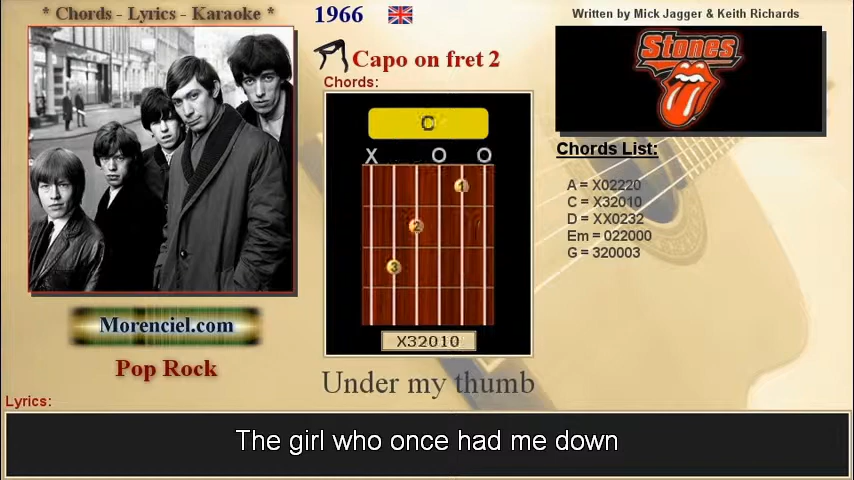 * Chords - Lyrics - Karaoke *
1966
Written by Mick Jagger & Keith Richards
Capo on fret 2
Chords:
Stones
C
X O O
1
2
3
X32010
Chords List:
A = X02220
C = X32010
D = XX0232
Em = 022000
G = 320003
Morenciel.com
Pop Rock
Under my thumb
Lyrics:
The girl who once had me down